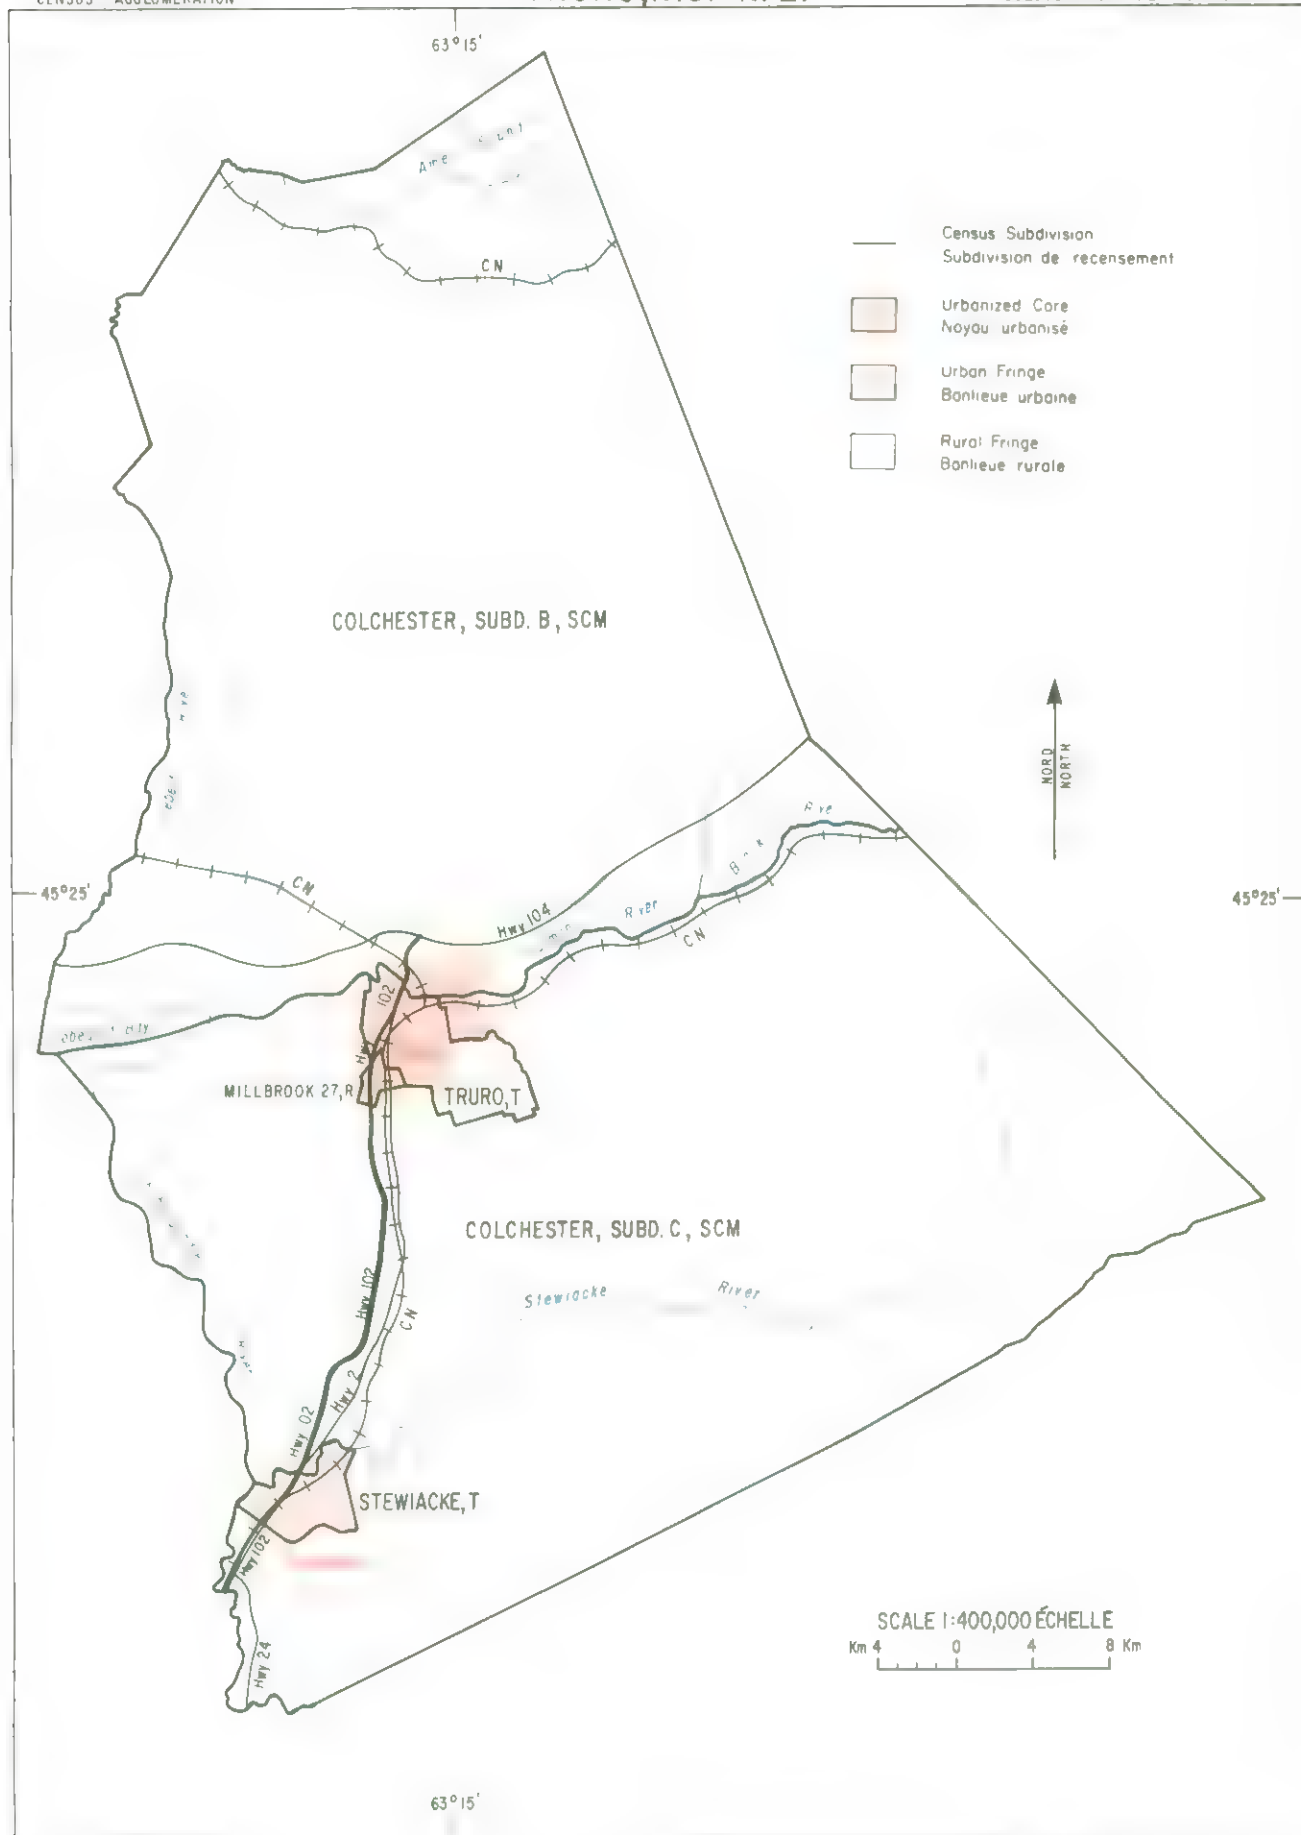 CENSUS AGGLOMERATION
63°15'
CN
Census Subdivision
Subdivision de recensement
Urbanized Core
Noyau urbanisé
Urban Fringe
Banlieue urbaine
Rural Fringe
Banlieue rurale
COLCHESTER, SUBD. B, SCM
NORD
NORTH
CN
45°25'
45°25'
Hwy 104
River
CN
102
MILLBROOK 27,R
TRURO,T
COLCHESTER, SUBD. C, SCM
Hwy 102
Stewiacke River
CN
Hwy 2
Hwy
STEWIACKE,T
Hwy 102
Hwy 24
SCALE 1:400,000 ÉCHELLE
Km 4 0 4 8 Km
63°15'